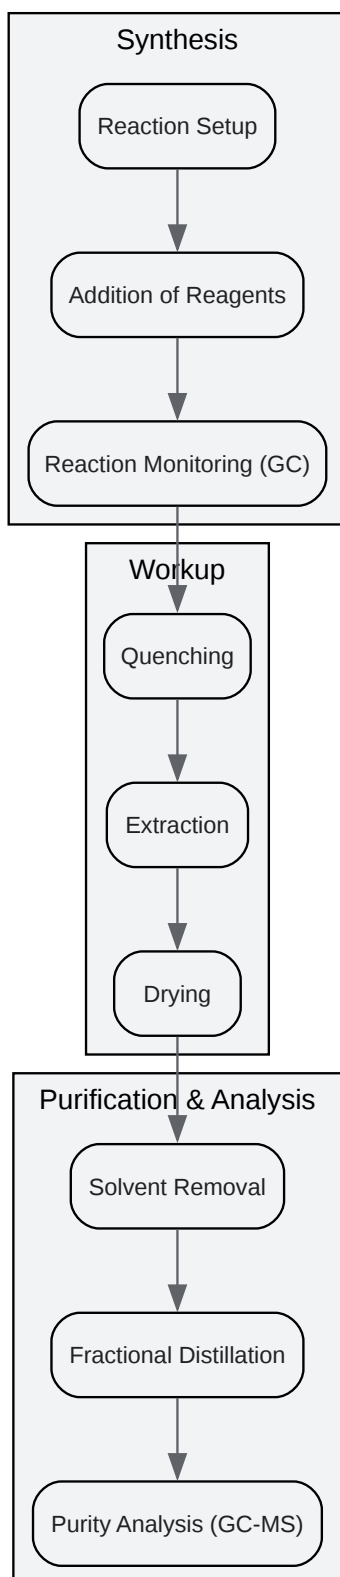 Synthesis
Reaction Setup
Addition of Reagents
Reaction Monitoring (GC)
Workup
Quenching
Extraction
Drying
Purification & Analysis
Solvent Removal
Fractional Distillation
Purity Analysis (GC-MS)